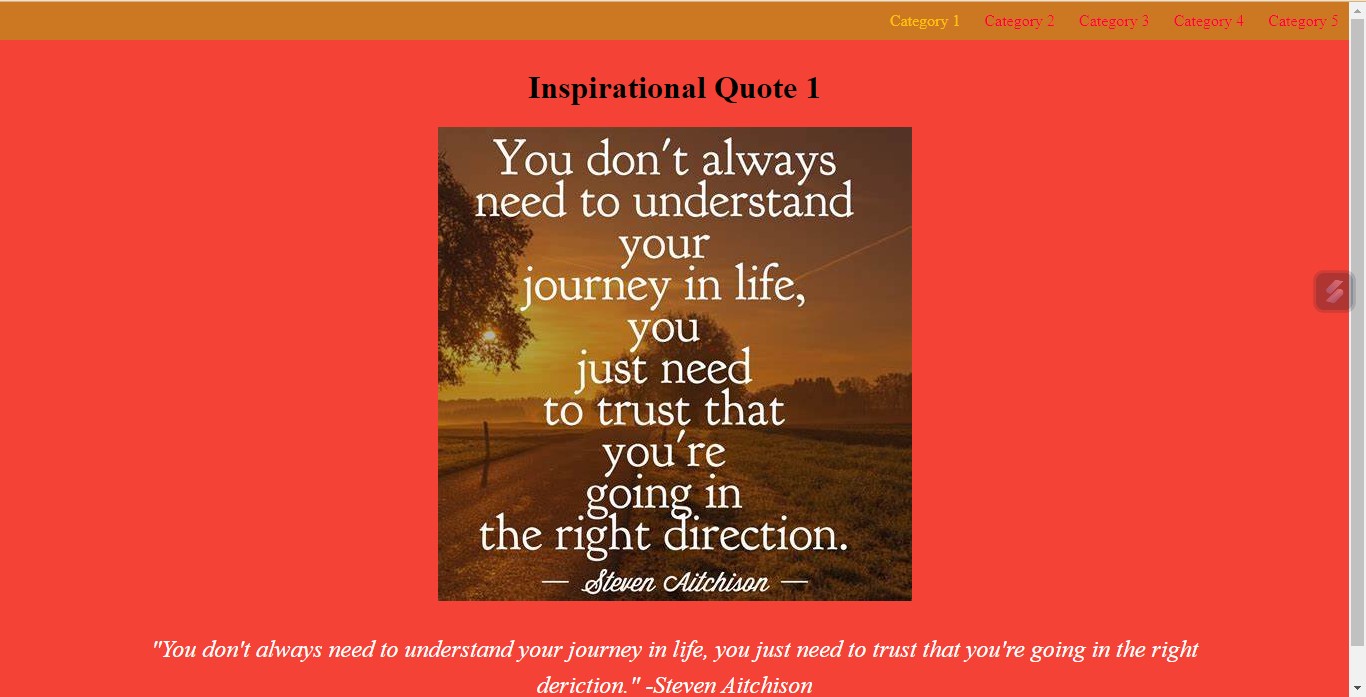 Category 1 Category 2 Category 3 Category 4 Category 5
Inspirational Quote 1
You don't always
need to understand
your
journey in life,
you
just need
to trust that
you're
going in
the right direction.
— Steven Aitchison —
"You don't always need to understand your journey in life, you just need to trust that you're going in the right
deriction." -Steven Aitchison